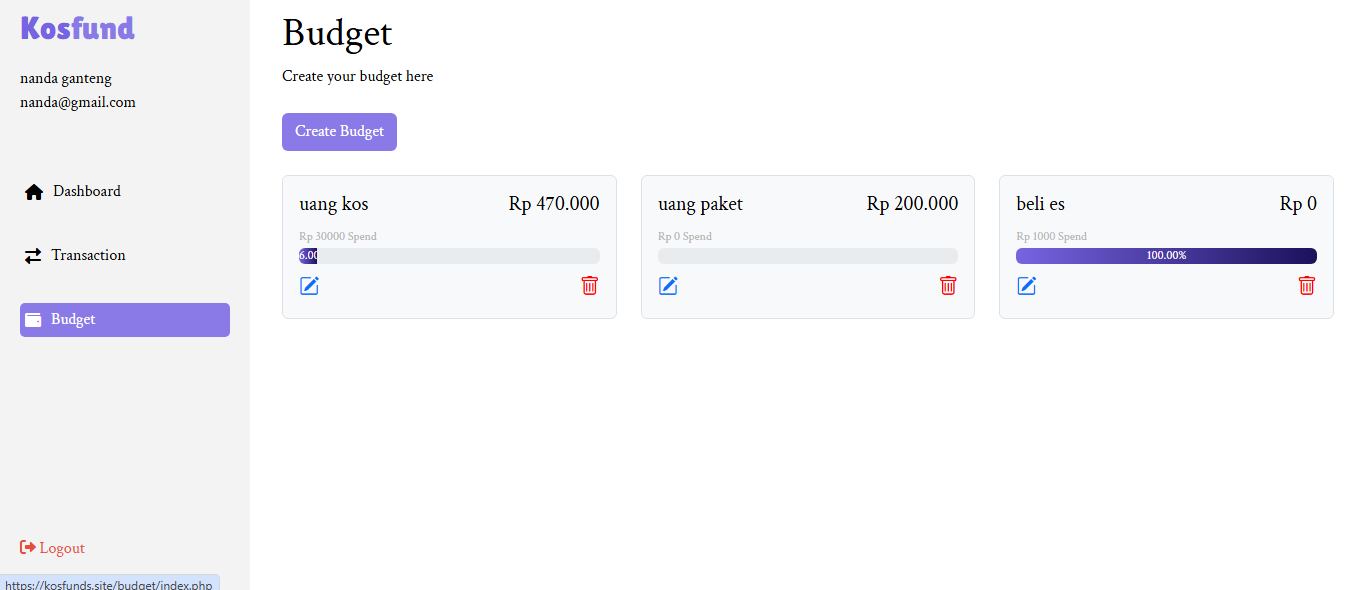 Kosfund
nanda ganteng
nanda@gmail.com
Dashboard
Transaction
Budget
Logout
https://kosfunds.site/budget/index.php
Budget
Create your budget here
Create Budget
uang kos Rp 470.000
Rp 30000 Spend
6.00
uang paket Rp 200.000
Rp 0 Spend
beli es Rp 0
Rp 1000 Spend
100.00%